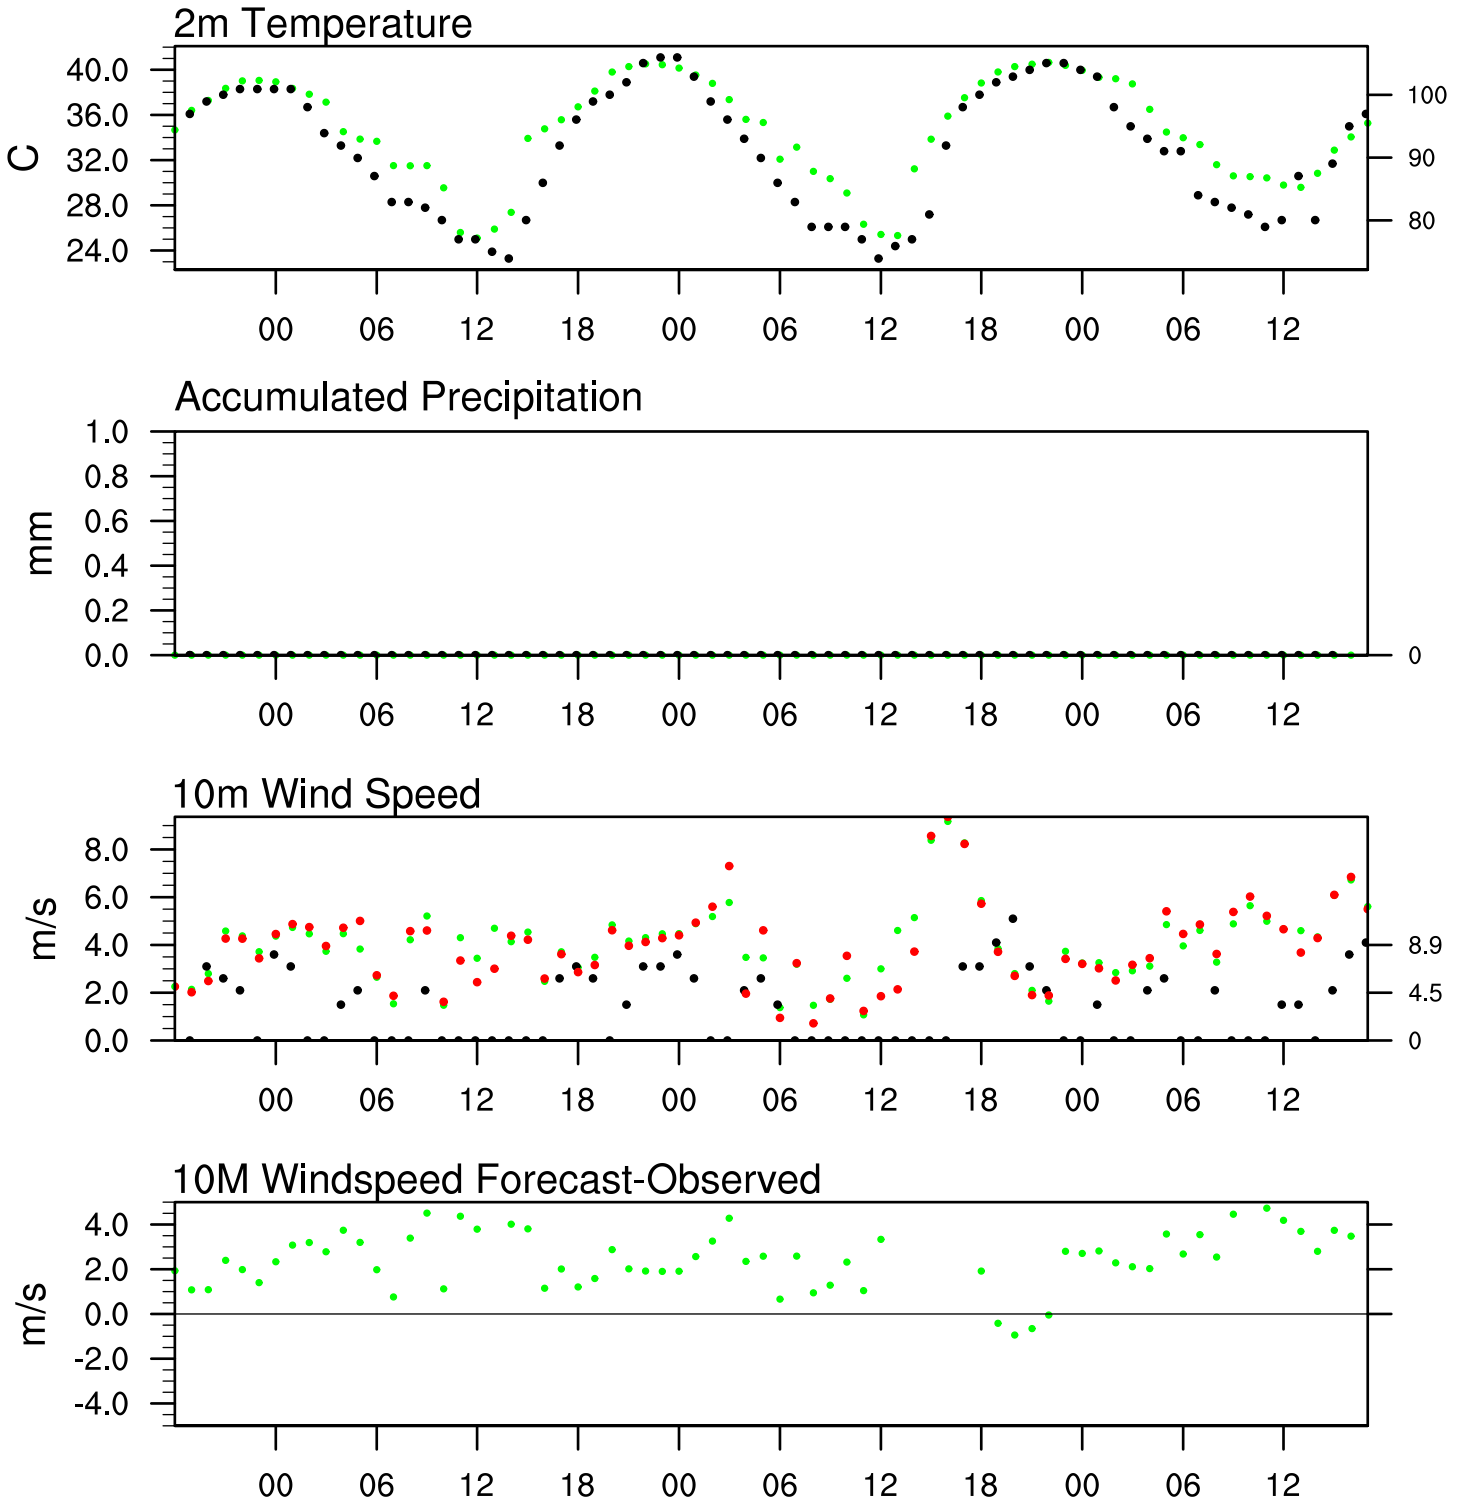 2m Temperature
40.0
36.0
32.0
28.0
24.0
C
100
90
80
00 06 12 18 00 06 12 18 00 06 12
Accumulated Precipitation
1.0
0.8
0.6
0.4
0.2
0.0
mm
0
00 06 12 18 00 06 12 18 00 06 12
10m Wind Speed
8.0
6.0
4.0
2.0
0.0
m/s
8.9
4.5
0
00 06 12 18 00 06 12 18 00 06 12
10M Windspeed Forecast-Observed
4.0
2.0
0.0
-2.0
-4.0
m/s
00 06 12 18 00 06 12 18 00 06 12